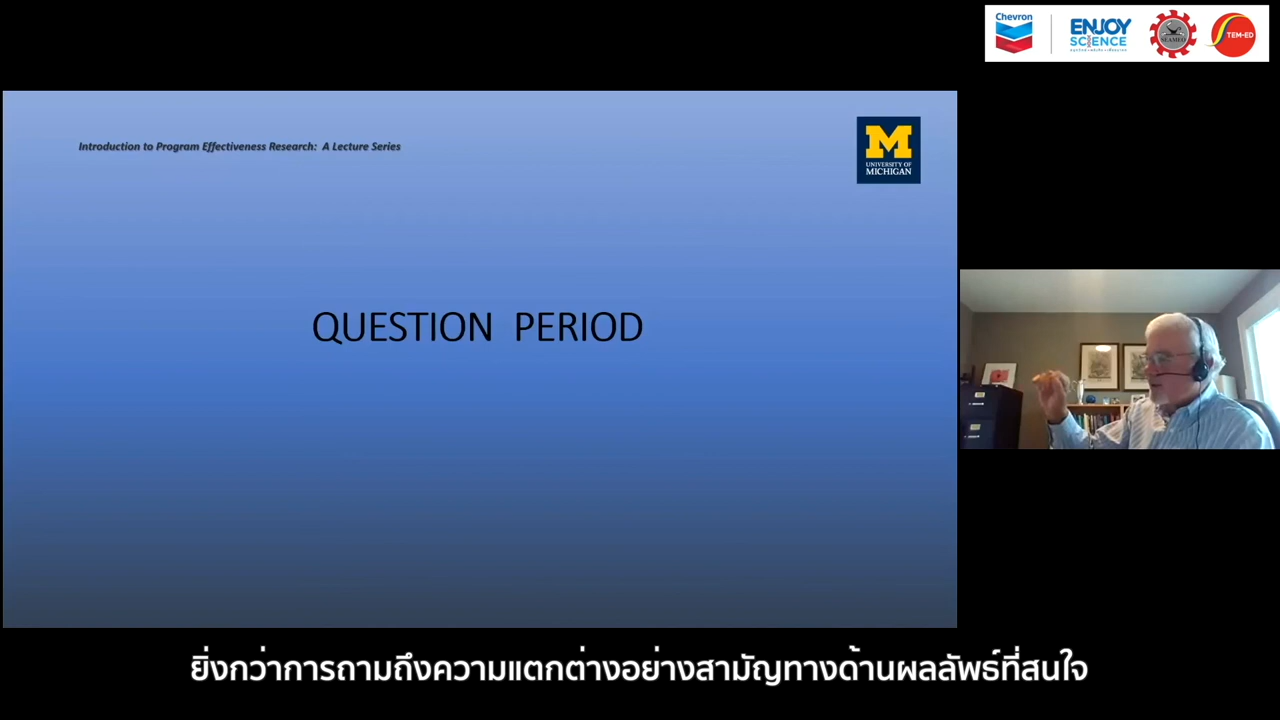 Chevron
ENJOY
SCIENCE
SEAMEO
STEM-ED
Introduction to Program Effectiveness Research: A Lecture Series
M
UNIVERSITY OF
MICHIGAN
QUESTION PERIOD
ยิ่งกว่าการถามถึงความแตกต่างอย่างสามัญทางด้านผลลัพธ์ที่สนใจ